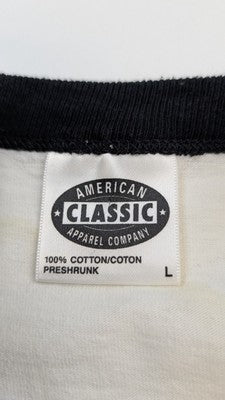 AMERICAN
CLASSIC
APPAREL COMPANY
100% COTTON/COTON
PRESHRUNK
L